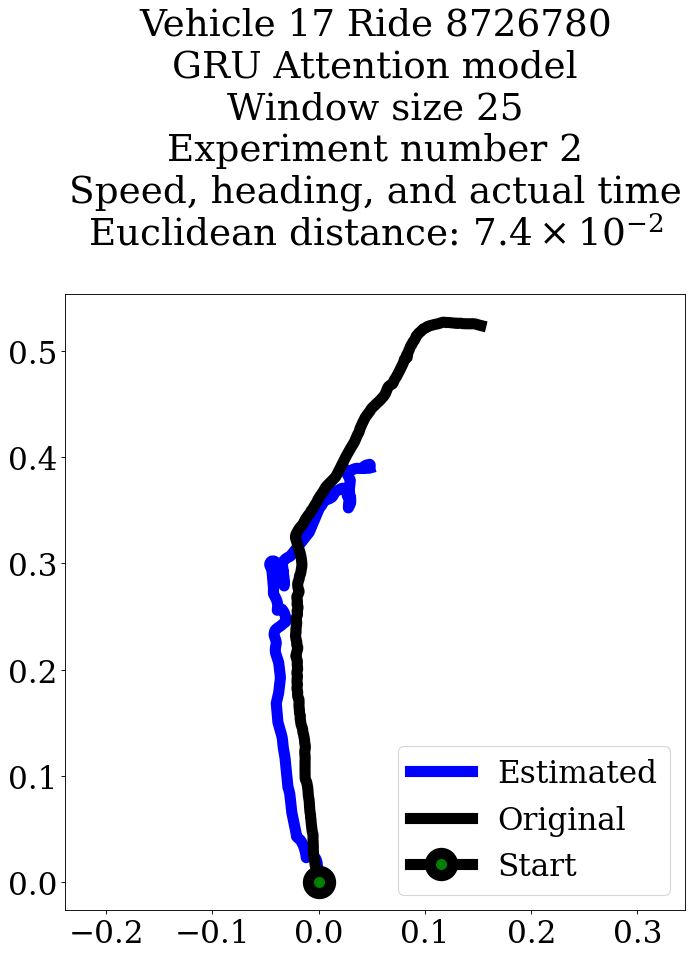 Vehicle 17 Ride 8726780
GRU Attention model
Window size 25
Experiment number 2
Speed, heading, and actual time
Euclidean distance: 7.4 × 10⁻²
0.5
0.4
0.3
0.2
0.1
0.0
Estimated
Original
Start
−0.2 −0.1 0.0 0.1 0.2 0.3